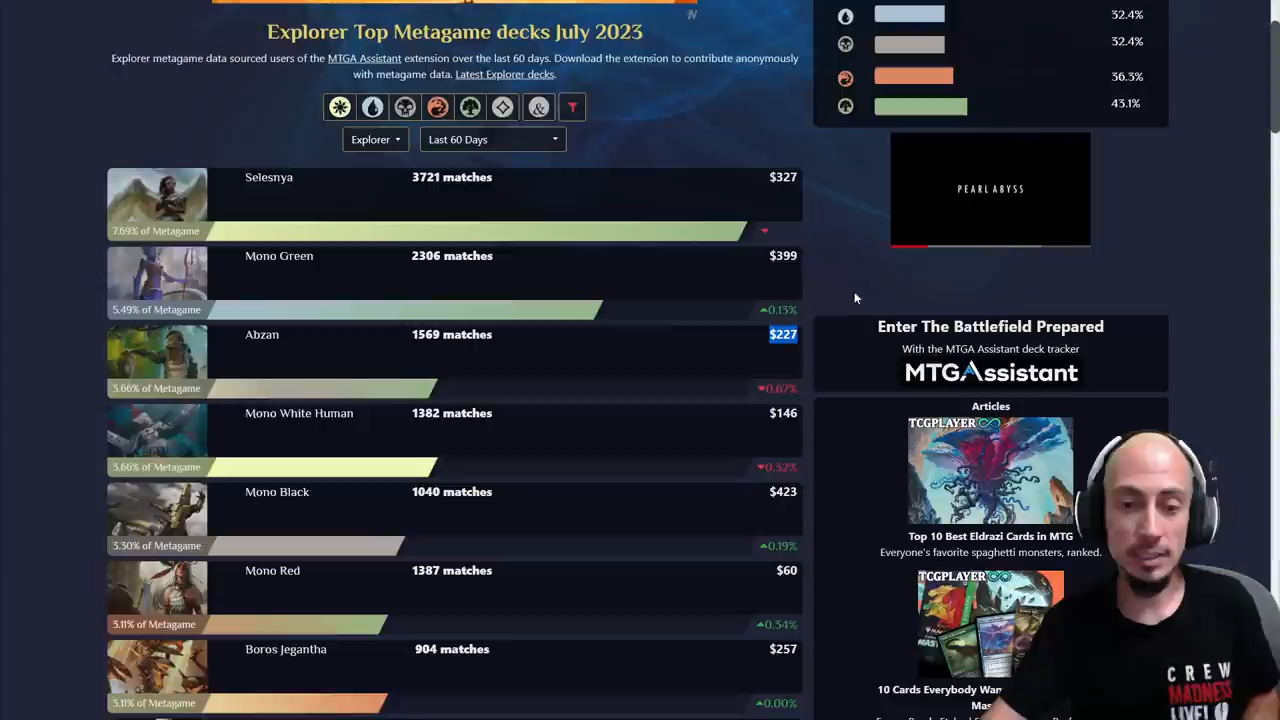 Explorer Top Metagame decks July 2023
Explorer metagame data sourced users of the MTGA Assistant extension over the last 60 days. Download the extension to contribute anonymously
with metagame data. Latest Explorer decks.
Explorer
Last 60 Days
Selesnya 3721 matches $327
7.69% of Metagame
Mono Green 2306 matches $399
5.49% of Metagame 0.13%
Abzan 1569 matches $227
3.66% of Metagame 0.67%
Mono White Human 1382 matches $146
3.66% of Metagame 0.32%
Mono Black 1040 matches $423
3.30% of Metagame 0.19%
Mono Red 1387 matches $60
3.11% of Metagame 0.34%
Boros Jegantha 904 matches $257
3.11% of Metagame 0.00%
32.4%
32.4%
36.3%
43.1%
PEARL ABYSS
Enter The Battlefield Prepared
With the MTGA Assistant deck tracker
MTGAssistant
Articles
TCGPLAYER
Top 10 Best Eldrazi Cards in MTG
Everyone's favorite spaghetti monsters, ranked.
TCGPLAYER
10 Cards Everybody
CREW
MADNESS
LIVE!